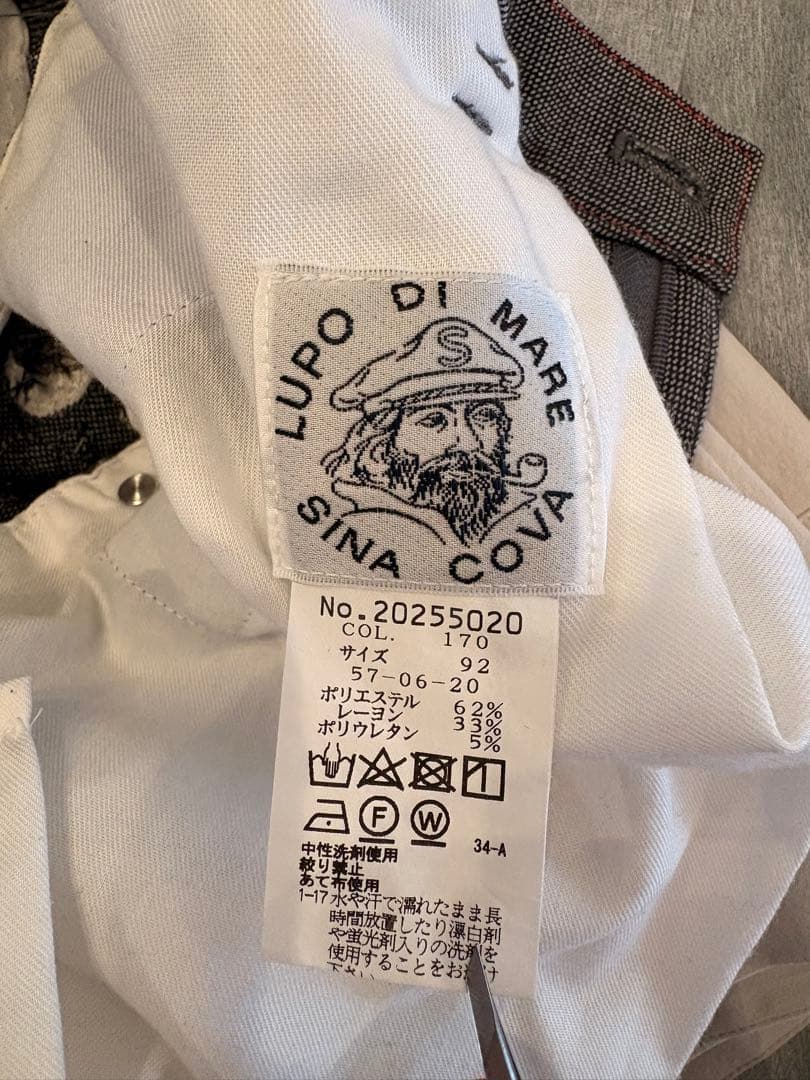 LUPO DI MARE
S
SINA COVA
No.20255020
COL. 170
サイズ 92
57-06-20
ポリエステル 62%
レーヨン 33%
ポリウレタン 5%
F W
34-A
中性洗剤使用
絞り禁止
あて布使用
1-17 水や汗で濡れたまま長
時間放置したり漂白剤
や蛍光剤入りの洗剤を
使用することをお
下さい